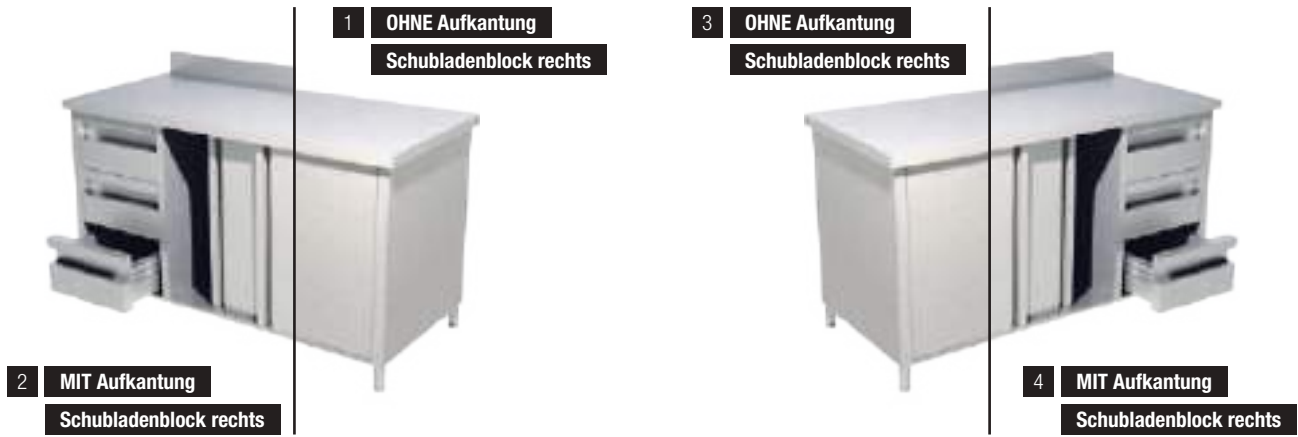 1 OHNE Aufkantung
Schubladenblock rechts
2 MIT Aufkantung
Schubladenblock rechts
3 OHNE Aufkantung
Schubladenblock rechts
4 MIT Aufkantung
Schubladenblock rechts